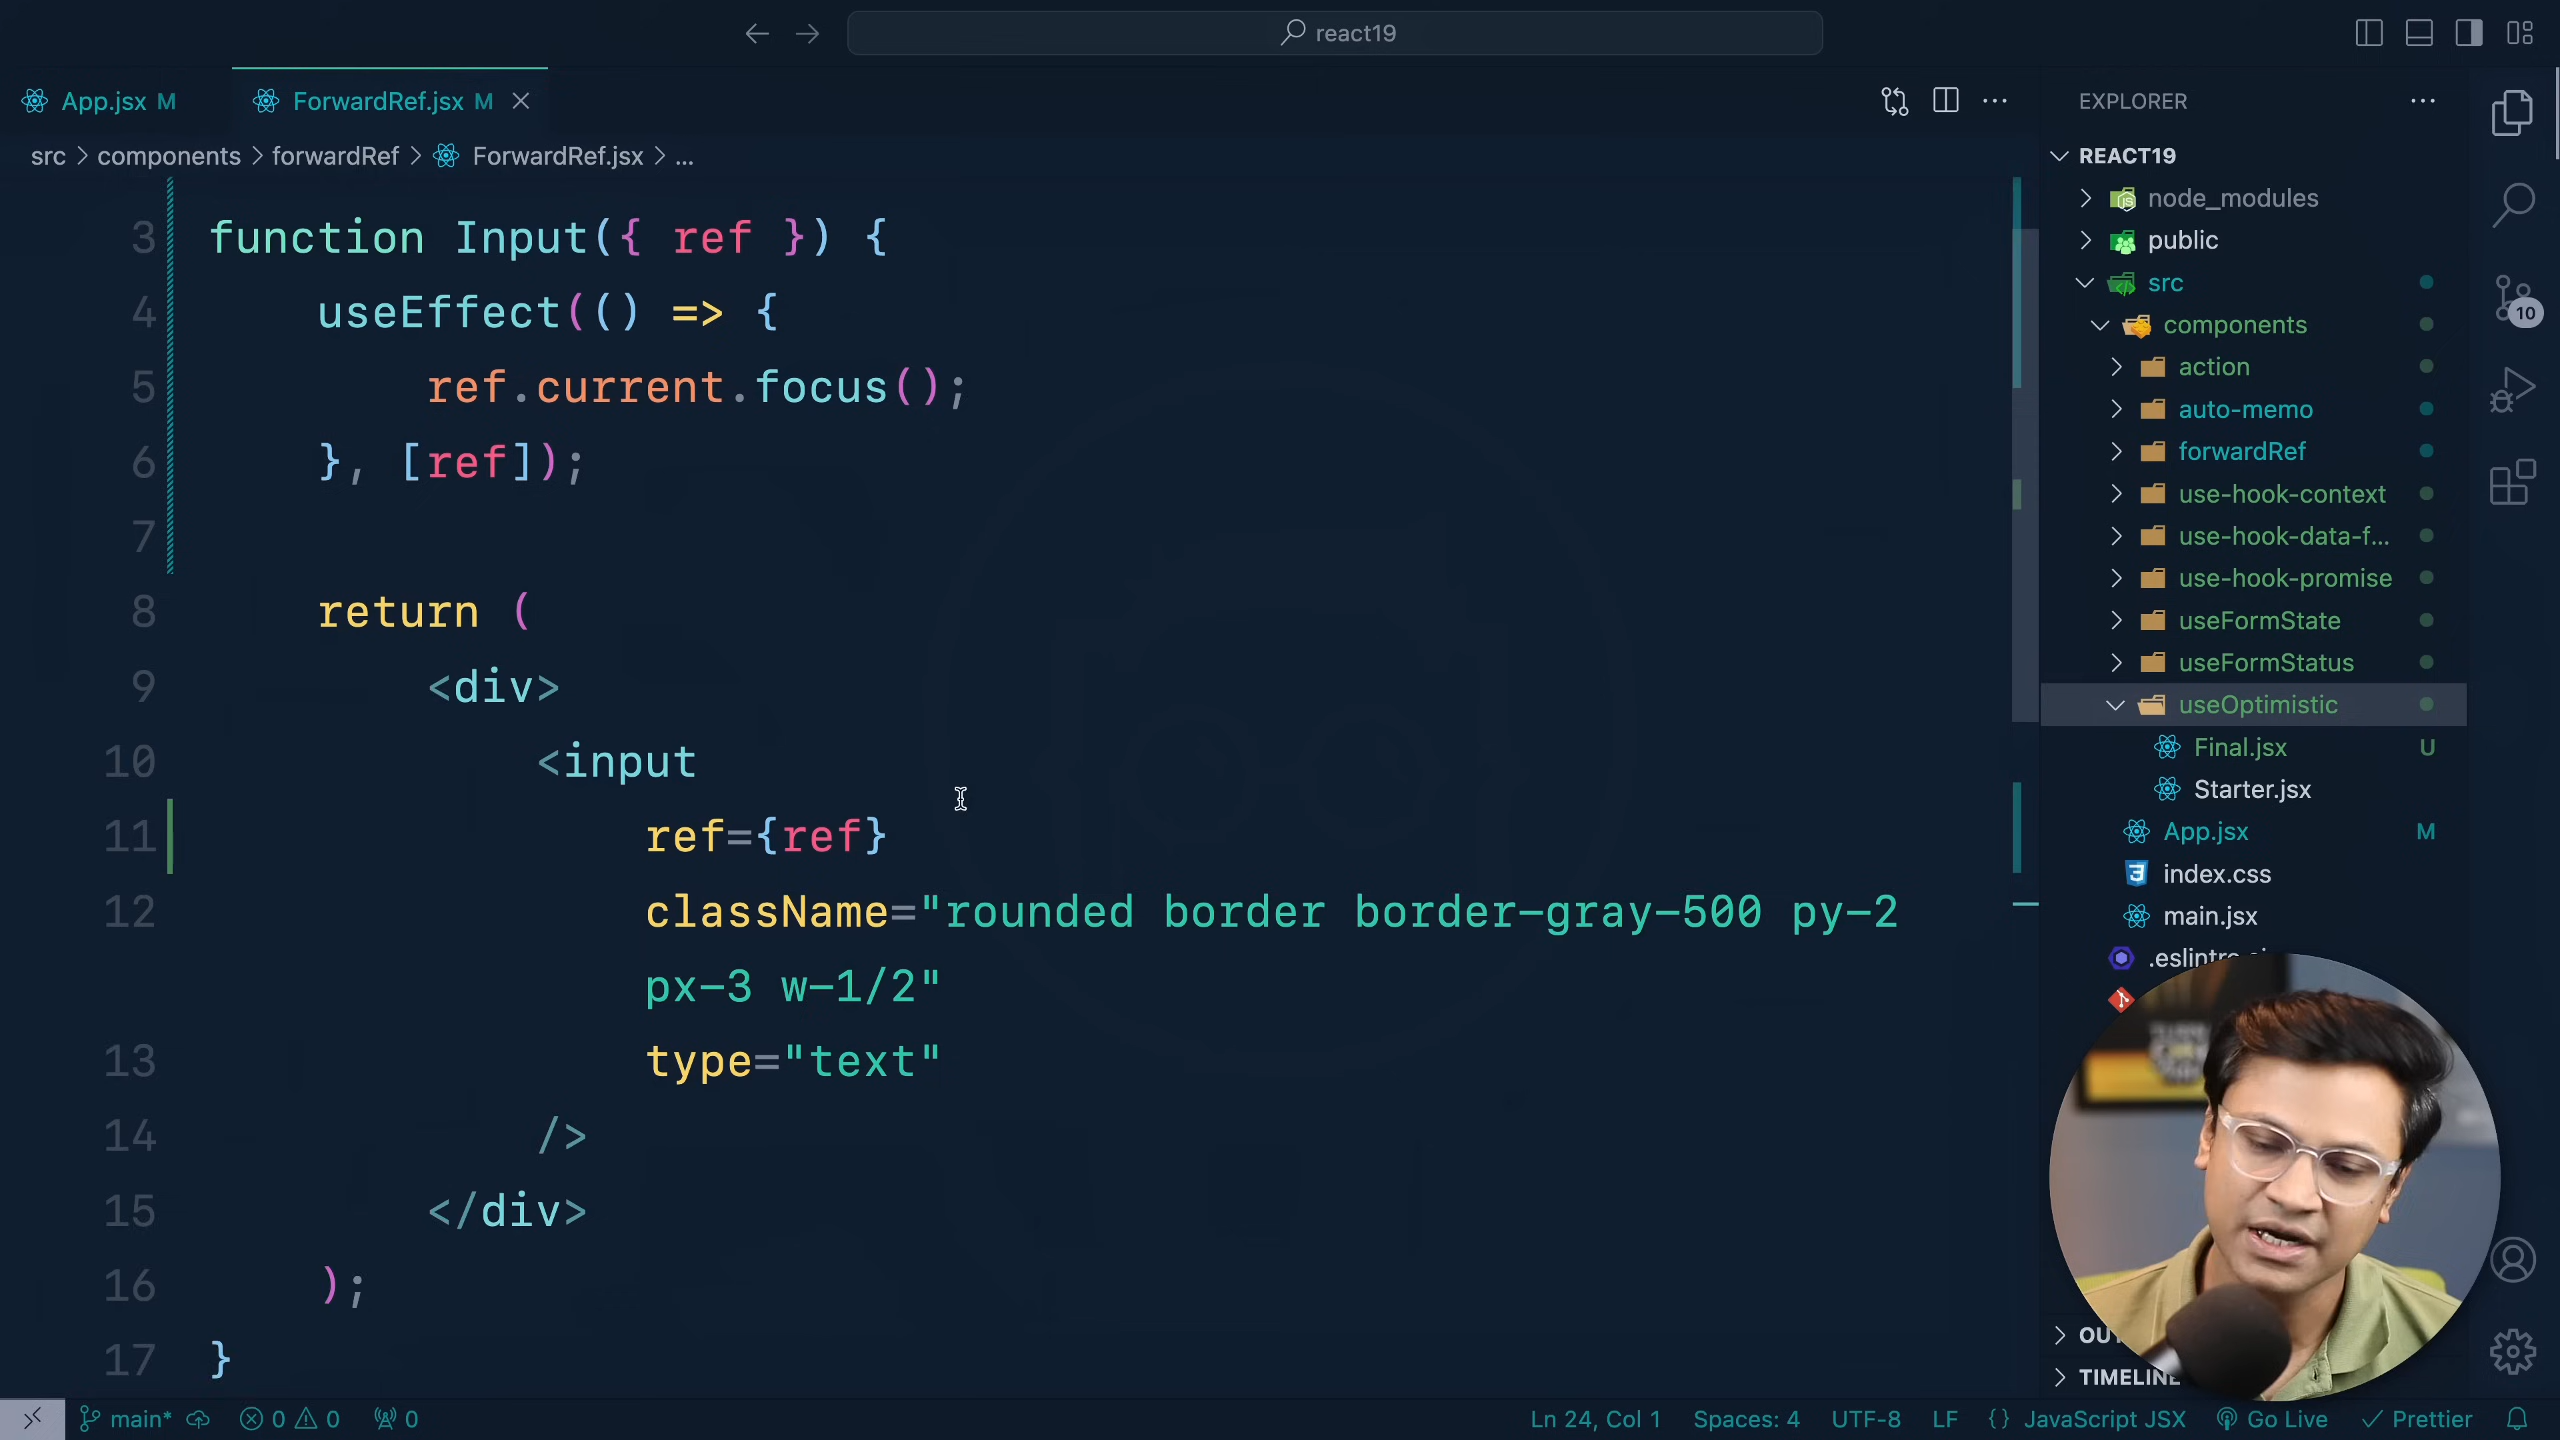 react19
App.jsx M
ForwardRef.jsx M
src > components > forwardRef > ForwardRef.jsx > ...
3 function Input({ ref }) {
4 useEffect(() => {
5 ref.current.focus();
6 }, [ref]);
7
8 return (
9 <div>
10 <input
11 ref={ref}
12 className="rounded border border-gray-500 py-2
px-3 w-1/2"
13 type="text"
14 />
15 </div>
16 );
17 }
EXPLORER
REACT19
node_modules
public
src
components
action
auto-memo
forwardRef
use-hook-context
use-hook-data-f...
use-hook-promise
useFormState
useFormStatus
useOptimistic
Final.jsx U
Starter.jsx
App.jsx M
index.css
main.jsx
TIMELINE
10
main*
0 0
0
Ln 24, Col 1
Spaces: 4
UTF-8
LF
{} JavaScript JSX
Go Live
Prettier